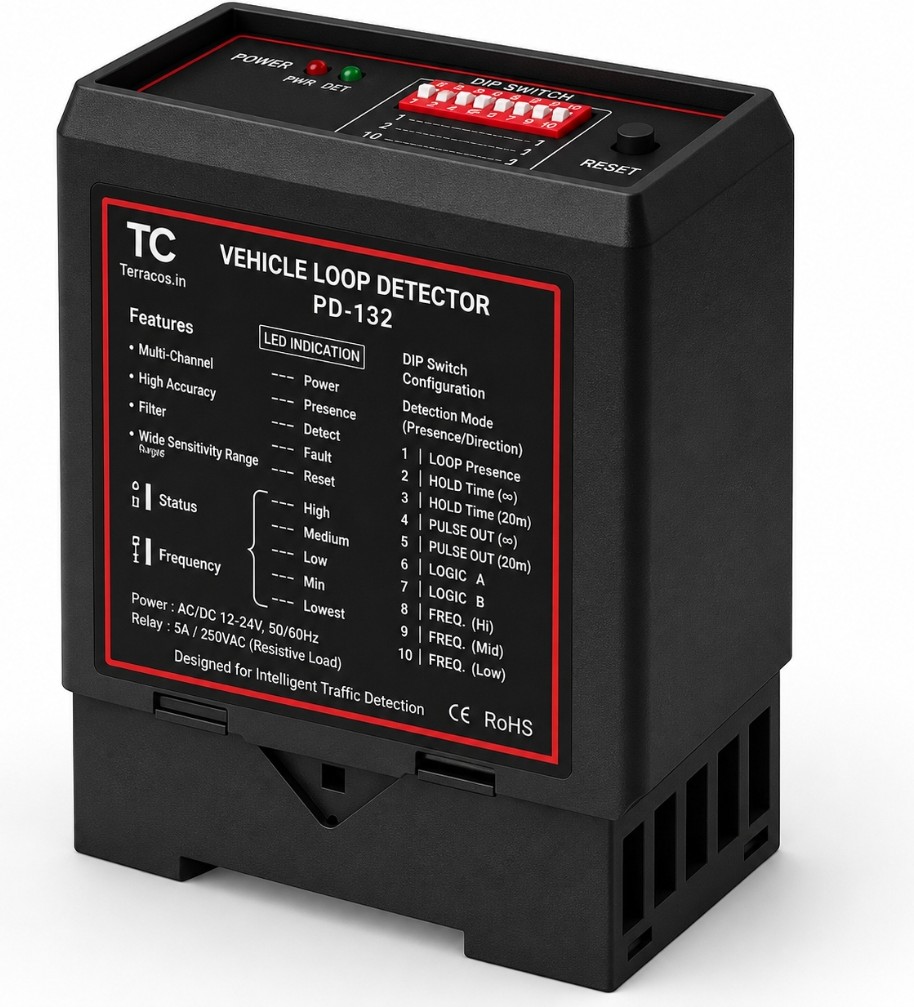 POWER
PWR DET
DIP SWITCH
1
2
10
RESET
TC
Terracos.in
VEHICLE LOOP DETECTOR
PD-132
Features
• Multi-Channel
• High Accuracy
• Filter
• Wide Sensitivity Range
Status
Frequency
LED INDICATION
--- Power
--- Presence
--- Detect
--- Fault
--- Reset
--- High
--- Medium
--- Low
--- Min
--- Lowest
DIP Switch
Configuration
Detection Mode
(Presence/Direction)
1 | LOOP Presence
2 | HOLD Time (∞)
3 | HOLD Time (20m)
4 | PULSE OUT (∞)
5 | PULSE OUT (20m)
6 | LOGIC A
7 | LOGIC B
8 | FREQ. (Hi)
9 | FREQ. (Mid)
10 | FREQ. (Low)
Power : AC/DC 12-24V, 50/60Hz
Relay : 5A / 250VAC (Resistive Load)
Designed for Intelligent Traffic Detection
CE RoHS